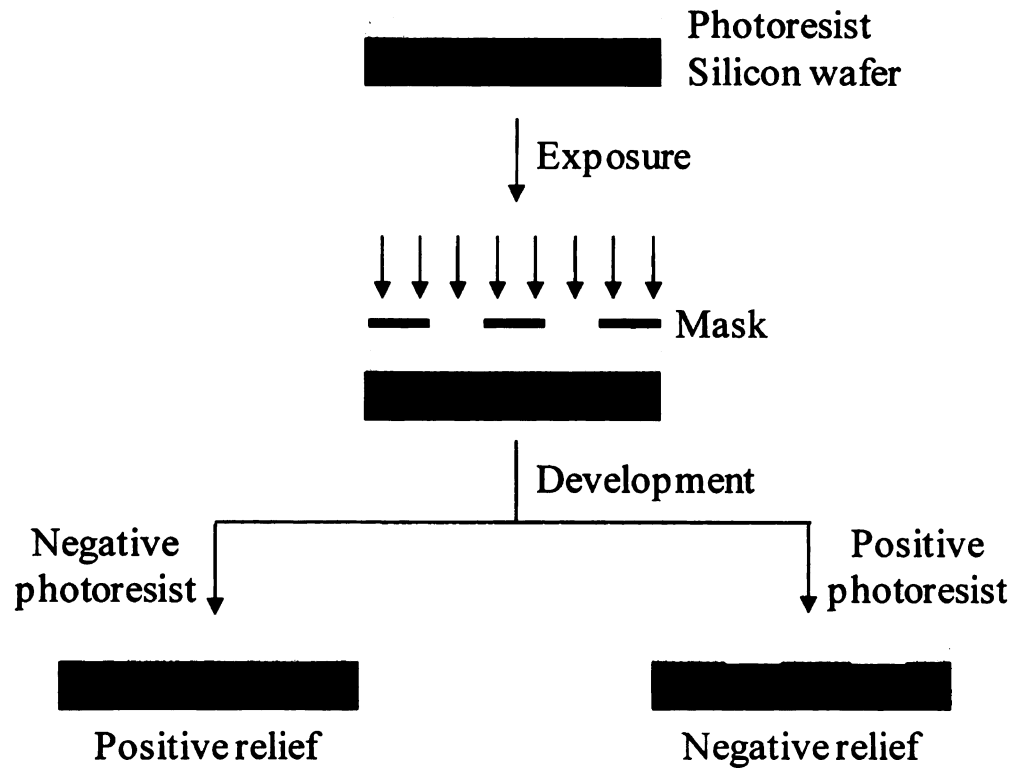 Photoresist
Silicon wafer
Exposure
Mask
Development
Negative
photoresist
Positive
photoresist
Positive relief
Negative relief